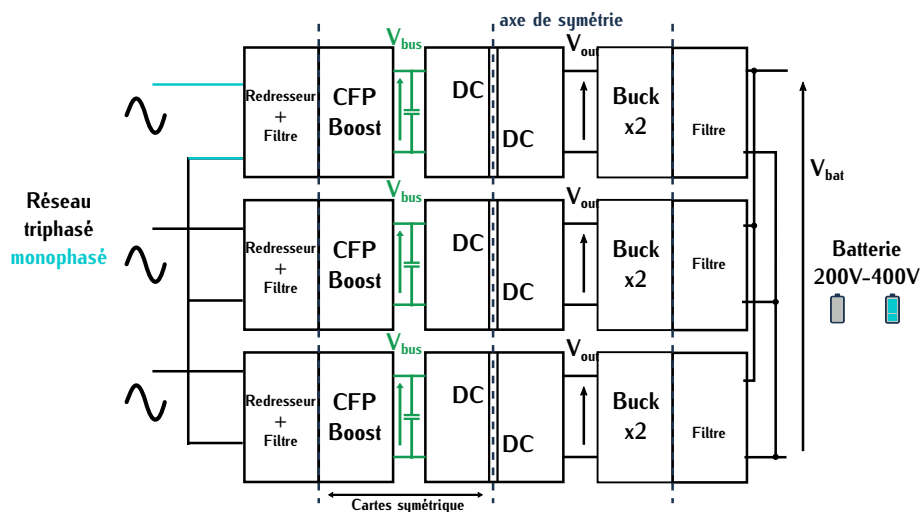 axe de symétrie
Vbus
Vout
Redresseur
+
Filtre
CFP
Boost
DC
DC
Buck
x2
Filtre
Vbat
Réseau
triphasé
monophasé
Vbus
Vout
Redresseur
+
Filtre
CFP
Boost
DC
DC
Buck
x2
Filtre
Batterie
200V-400V
Vbus
Vout
Redresseur
+
Filtre
CFP
Boost
DC
DC
Buck
x2
Filtre
Cartes symétrique